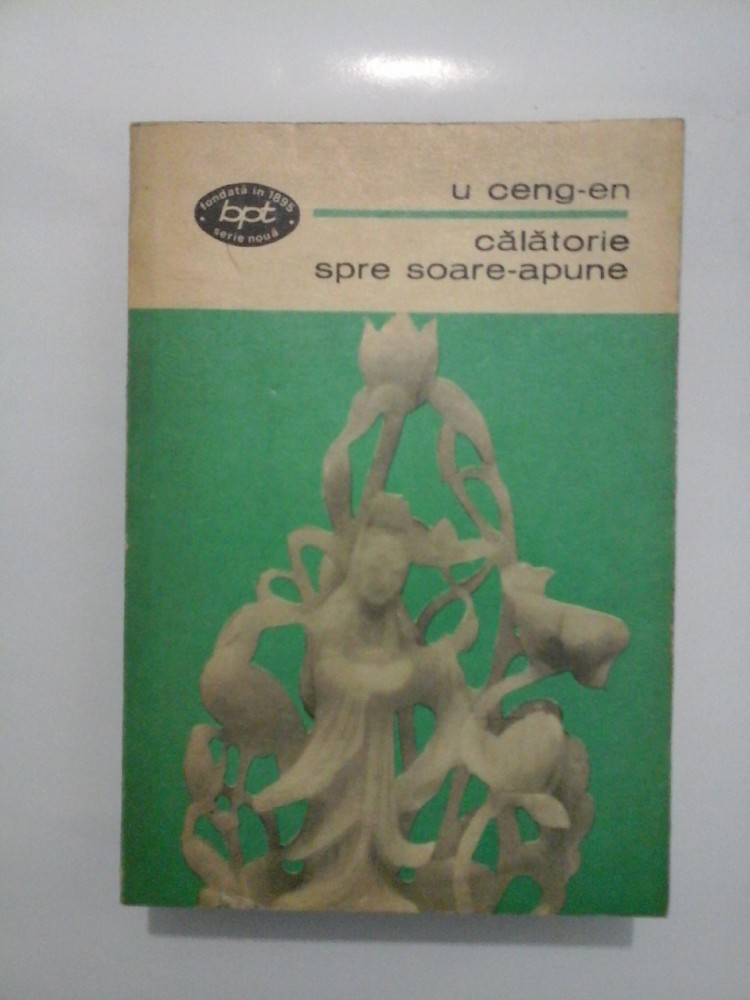 fondată în 1895
bpt
serie nouă
u ceng-en
călătorie
spre soare-apune